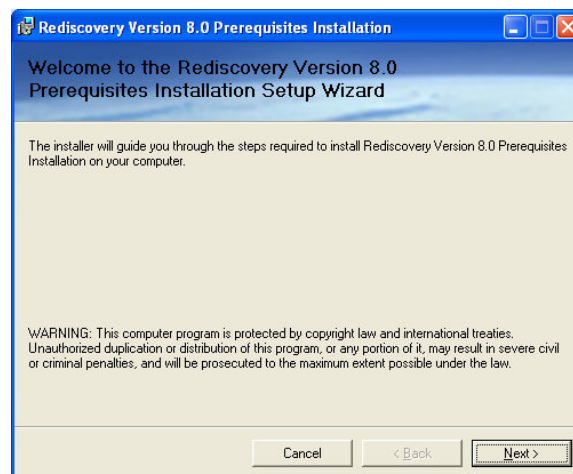 Rediscovery Version 8.0 Prerequisites Installation
Welcome to the Rediscovery Version 8.0
Prerequisites Installation Setup Wizard
The installer will guide you through the steps required to install Rediscovery Version 8.0 Prerequisites
Installation on your computer.
WARNING: This computer program is protected by copyright law and international treaties.
Unauthorized duplication or distribution of this program, or any portion of it, may result in severe civil
or criminal penalties, and will be prosecuted to the maximum extent possible under the law.
Cancel < Back Next >